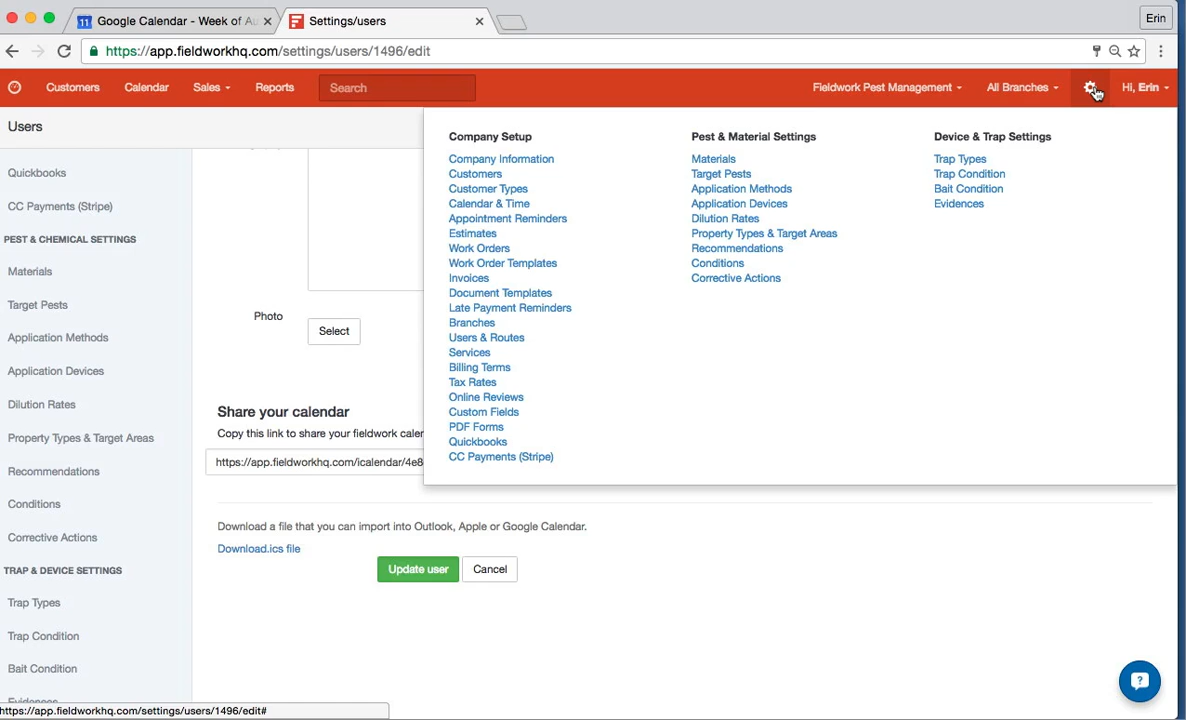 Google Calendar - Week of Au
Settings/users
Erin
https://app.fieldworkhq.com/settings/users/1496/edit
Customers
Calendar
Sales
Reports
Search
Fieldwork Pest Management
All Branches
Hi, Erin
Users
Quickbooks
CC Payments (Stripe)
PEST & CHEMICAL SETTINGS
Materials
Target Pests
Application Methods
Application Devices
Dilution Rates
Property Types & Target Areas
Recommendations
Conditions
Corrective Actions
TRAP & DEVICE SETTINGS
Trap Types
Trap Condition
Bait Condition
Evidences
Company Setup
Company Information
Customers
Customer Types
Calendar & Time
Appointment Reminders
Estimates
Work Orders
Work Order Templates
Invoices
Document Templates
Late Payment Reminders
Branches
Users & Routes
Services
Billing Terms
Tax Rates
Online Reviews
Custom Fields
PDF Forms
Quickbooks
CC Payments (Stripe)
Pest & Material Settings
Materials
Target Pests
Application Methods
Application Devices
Dilution Rates
Property Types & Target Areas
Recommendations
Conditions
Corrective Actions
Device & Trap Settings
Trap Types
Trap Condition
Bait Condition
Evidences
Photo
Select
Share your calendar
Copy this link to share your fieldwork caler
https://app.fieldworkhq.com/icalendar/4e8
Download a file that you can import into Outlook, Apple or Google Calendar.
Download.ics file
Update user
Cancel
https://app.fieldworkhq.com/settings/users/1496/edit#